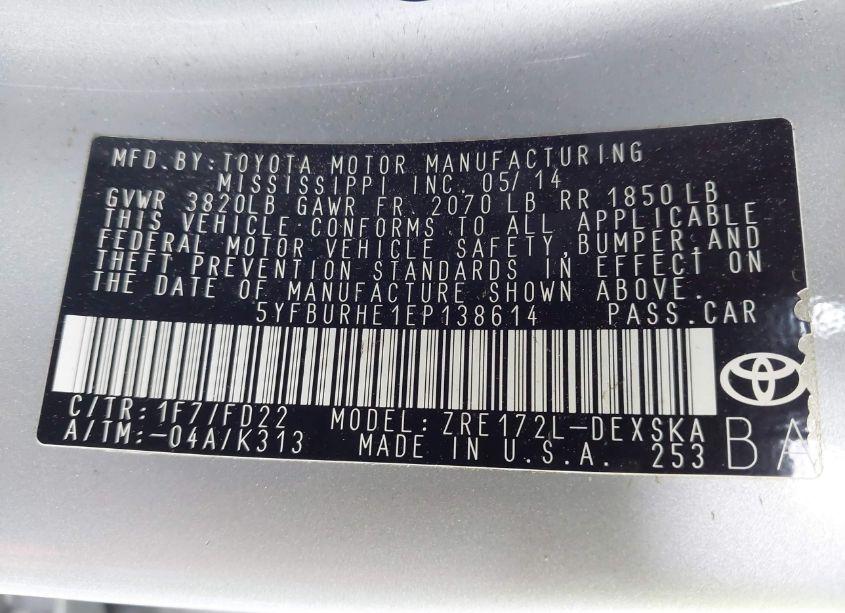 MFD.BY:TOYOTA MOTOR MANUFACTURING
MISSISSIPPI INC. 05/14
GVWR 3820LB GAWR FR. 2070 LB RR 1850 LB
THIS VEHICLE CONFORMS TO ALL APPLICABLE
FEDERAL MOTOR VEHICLE SAFETY,BUMPER,AND
THEFT PREVENTION STANDARDS IN EFFECT ON
THE DATE OF MANUFACTURE SHOWN ABOVE.
5YFBURHE1EP138614 PASS.CAR
C/TR:1F7/FD22 MODEL:ZRE172L-DEXSKA
A/TM:-04A/K313 MADE IN U.S.A. 253 BA